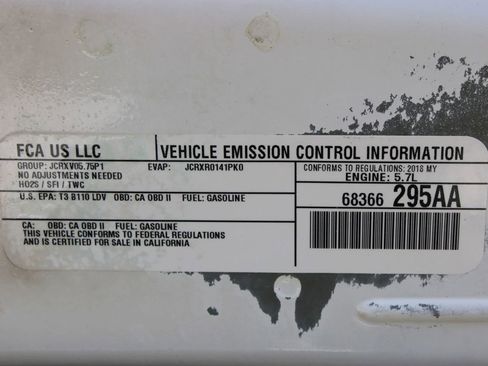 FCA US LLC
VEHICLE EMISSION CONTROL INFORMATION
GROUP: JCRXV05.75P1 EVAP: JCRXR0141PK0
NO ADJUSTMENTS NEEDED
HO2S / SFI / TWC
CONFORMS TO REGULATIONS: 2018 MY
ENGINE: 5.7L
U.S. EPA: T3 B110 LDV OBD: CA OBD II FUEL: GASOLINE
68366 295AA
CA: OBD: CA OBD II FUEL: GASOLINE
THIS VEHICLE CONFORMS TO FEDERAL REGULATIONS
AND IS CERTIFIED FOR SALE IN CALIFORNIA